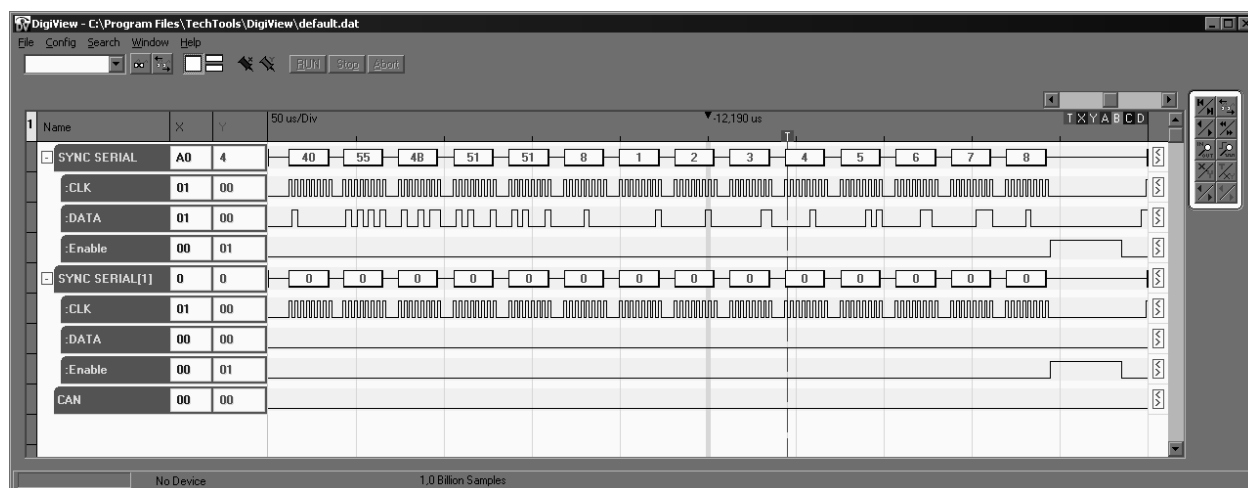 DigiView - C:\Program Files\TechTools\DigiView\default.dat
File Config Search Window Help
RUN Stop Abort
1 Name X Y 50 us/Div -12,190 us T X Y A B C D
T
SYNC SERIAL A0 4 40 55 4B 51 51 8 1 2 3 4 5 6 7 8
:CLK 01 00
:DATA 01 00
:Enable 00 01
SYNC SERIAL[1] 0 0 0 0 0 0 0 0 0 0 0 0 0 0 0 0
:CLK 01 00
:DATA 00 00
:Enable 00 01
CAN 00 00
No Device 1,0 Billion Samples